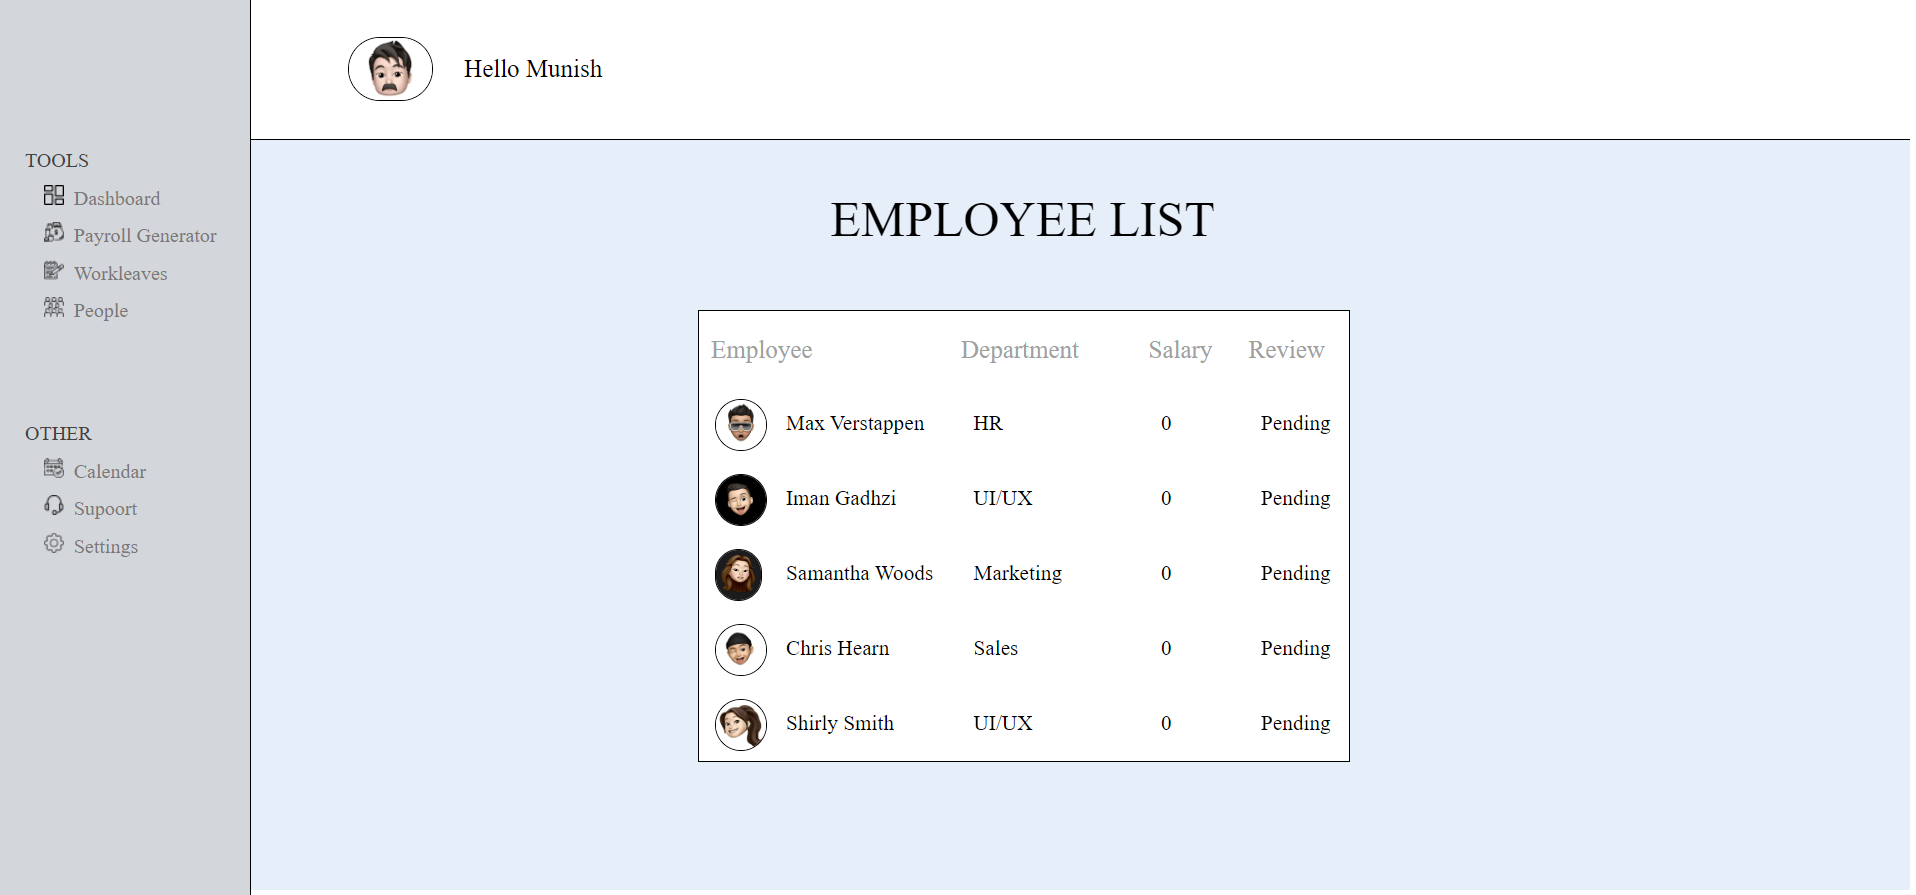 Hello Munish
TOOLS
Dashboard
Payroll Generator
Workleaves
People
OTHER
Calendar
Supoort
Settings
EMPLOYEE LIST
Employee Department Salary Review
Max Verstappen HR 0 Pending
Iman Gadhzi UI/UX 0 Pending
Samantha Woods Marketing 0 Pending
Chris Hearn Sales 0 Pending
Shirly Smith UI/UX 0 Pending